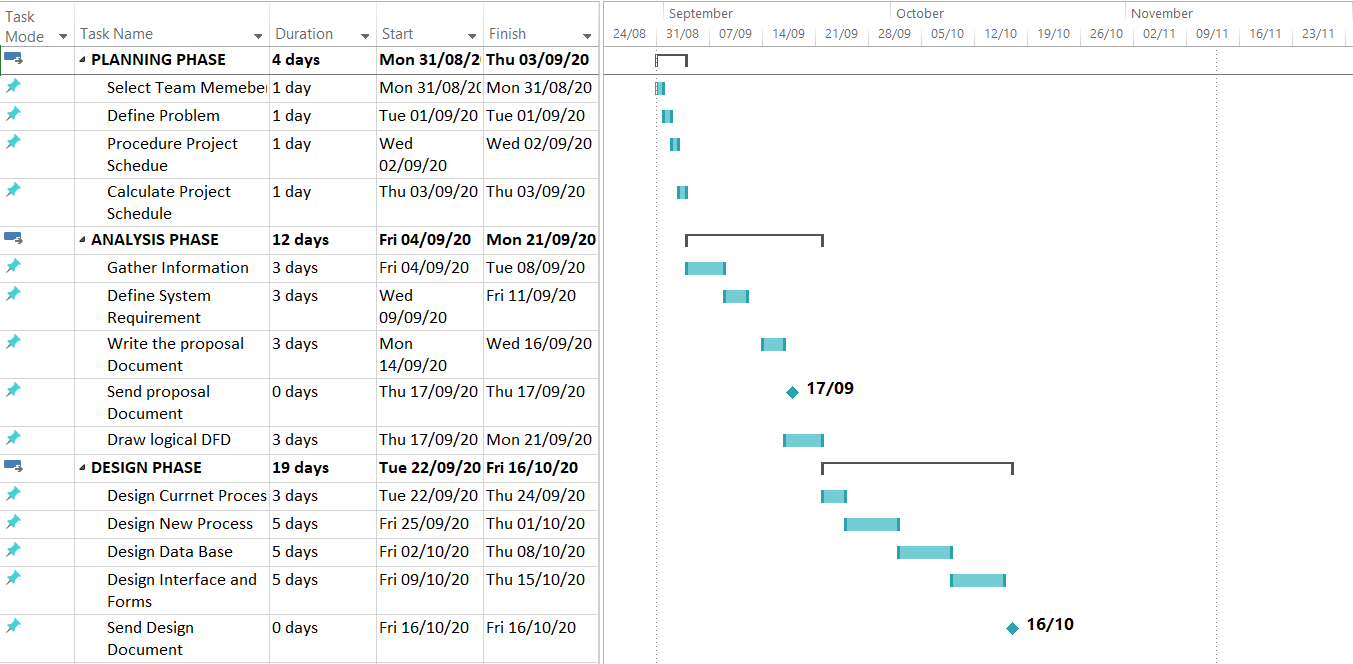 Task Mode Task Name Duration Start Finish
September October November
24/08 31/08 07/09 14/09 21/09 28/09 05/10 12/10 19/10 26/10 02/11 09/11 16/11 23/11
PLANNING PHASE 4 days Mon 31/08/20 Thu 03/09/20
Select Team Memeber 1 day Mon 31/08/20 Mon 31/08/20
Define Problem 1 day Tue 01/09/20 Tue 01/09/20
Procedure Project Schedue 1 day Wed 02/09/20 Wed 02/09/20
Calculate Project Schedule 1 day Thu 03/09/20 Thu 03/09/20
ANALYSIS PHASE 12 days Fri 04/09/20 Mon 21/09/20
Gather Information 3 days Fri 04/09/20 Tue 08/09/20
Define System Requirement 3 days Wed 09/09/20 Fri 11/09/20
Write the proposal Document 3 days Mon 14/09/20 Wed 16/09/20
Send proposal Document 0 days Thu 17/09/20 Thu 17/09/20 17/09
Draw logical DFD 3 days Thu 17/09/20 Mon 21/09/20
DESIGN PHASE 19 days Tue 22/09/20 Fri 16/10/20
Design Currnet Proces 3 days Tue 22/09/20 Thu 24/09/20
Design New Process 5 days Fri 25/09/20 Thu 01/10/20
Design Data Base 5 days Fri 02/10/20 Thu 08/10/20
Design Interface and Forms 5 days Fri 09/10/20 Thu 15/10/20
Send Design Document 0 days Fri 16/10/20 Fri 16/10/20 16/10